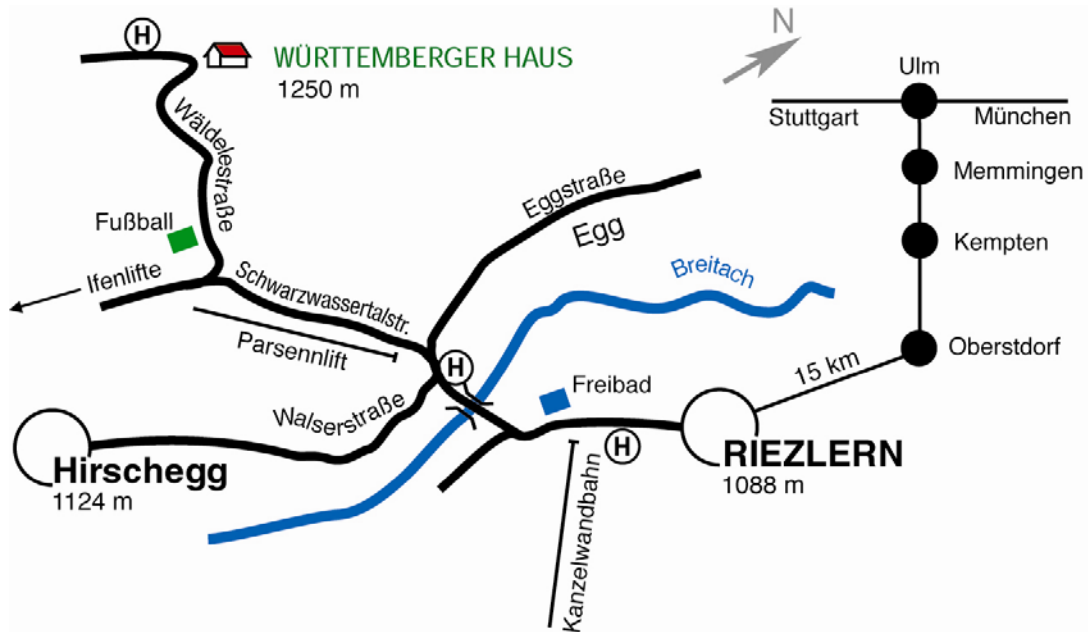 H
WÜRTTEMBERGER HAUS
1250 m
N
Ulm
Stuttgart
München
Memmingen
Kempten
Oberstdorf
15 km
Wäldelestraße
Fußball
Ifenlifte
Schwarzwassertalstr.
Parsennlift
Eggstraße
Egg
Breitach
H
Walserstraße
Freibad
H
Hirschegg
1124 m
RIEZLERN
1088 m
Kanzelwandbahn